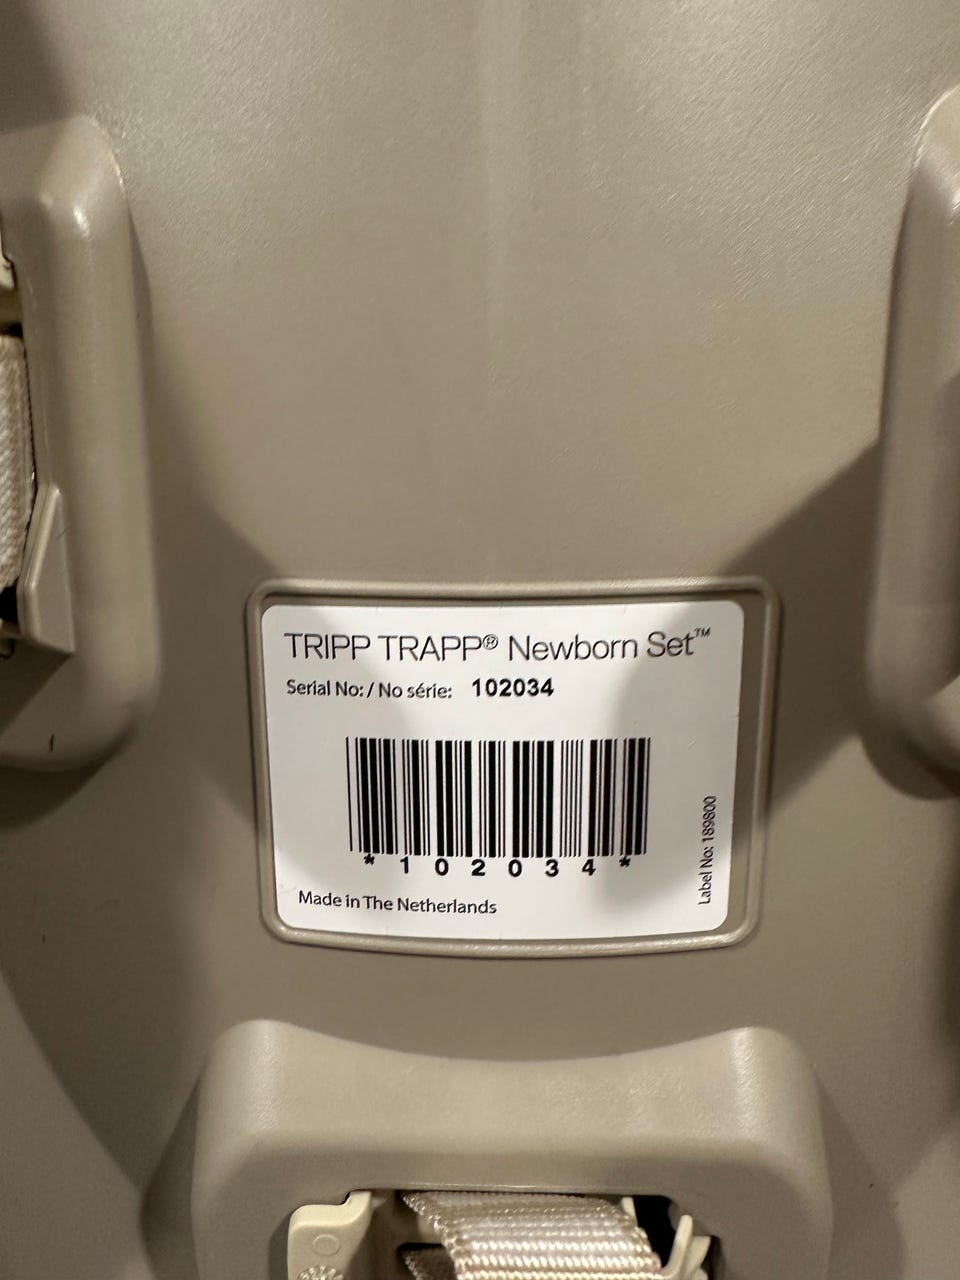 TRIPP TRAPP® Newborn Set™
Serial No: / No série: 102034
*102034*
Made in The Netherlands
Label No: 189800